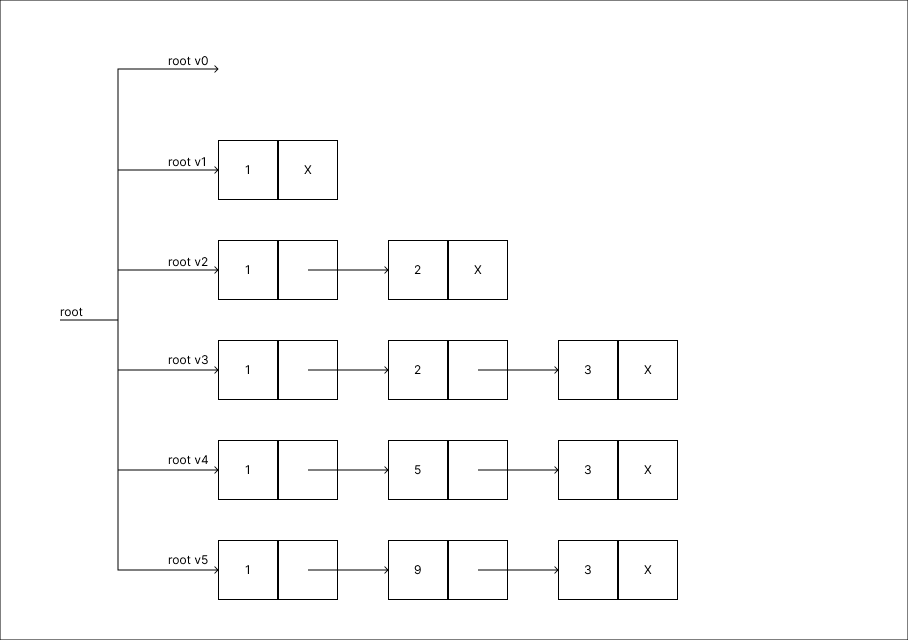 root v0
root v1
1 X
root v2
1 2 X
root
root v3
1 2 3 X
root v4
1 5 3 X
root v5
1 9 3 X